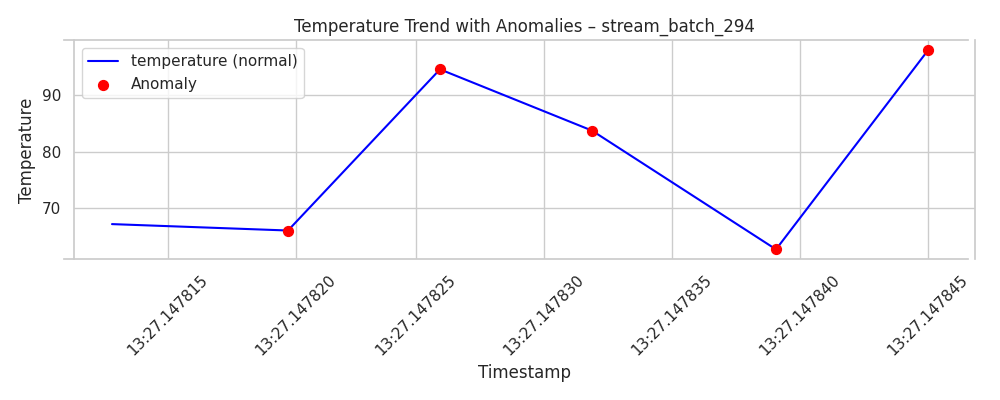 Temperature Trend with Anomalies – stream_batch_294
temperature (normal)
Anomaly
Temperature
90
80
70
13:27.147815
13:27.147820
13:27.147825
13:27.147830
13:27.147835
13:27.147840
13:27.147845
Timestamp